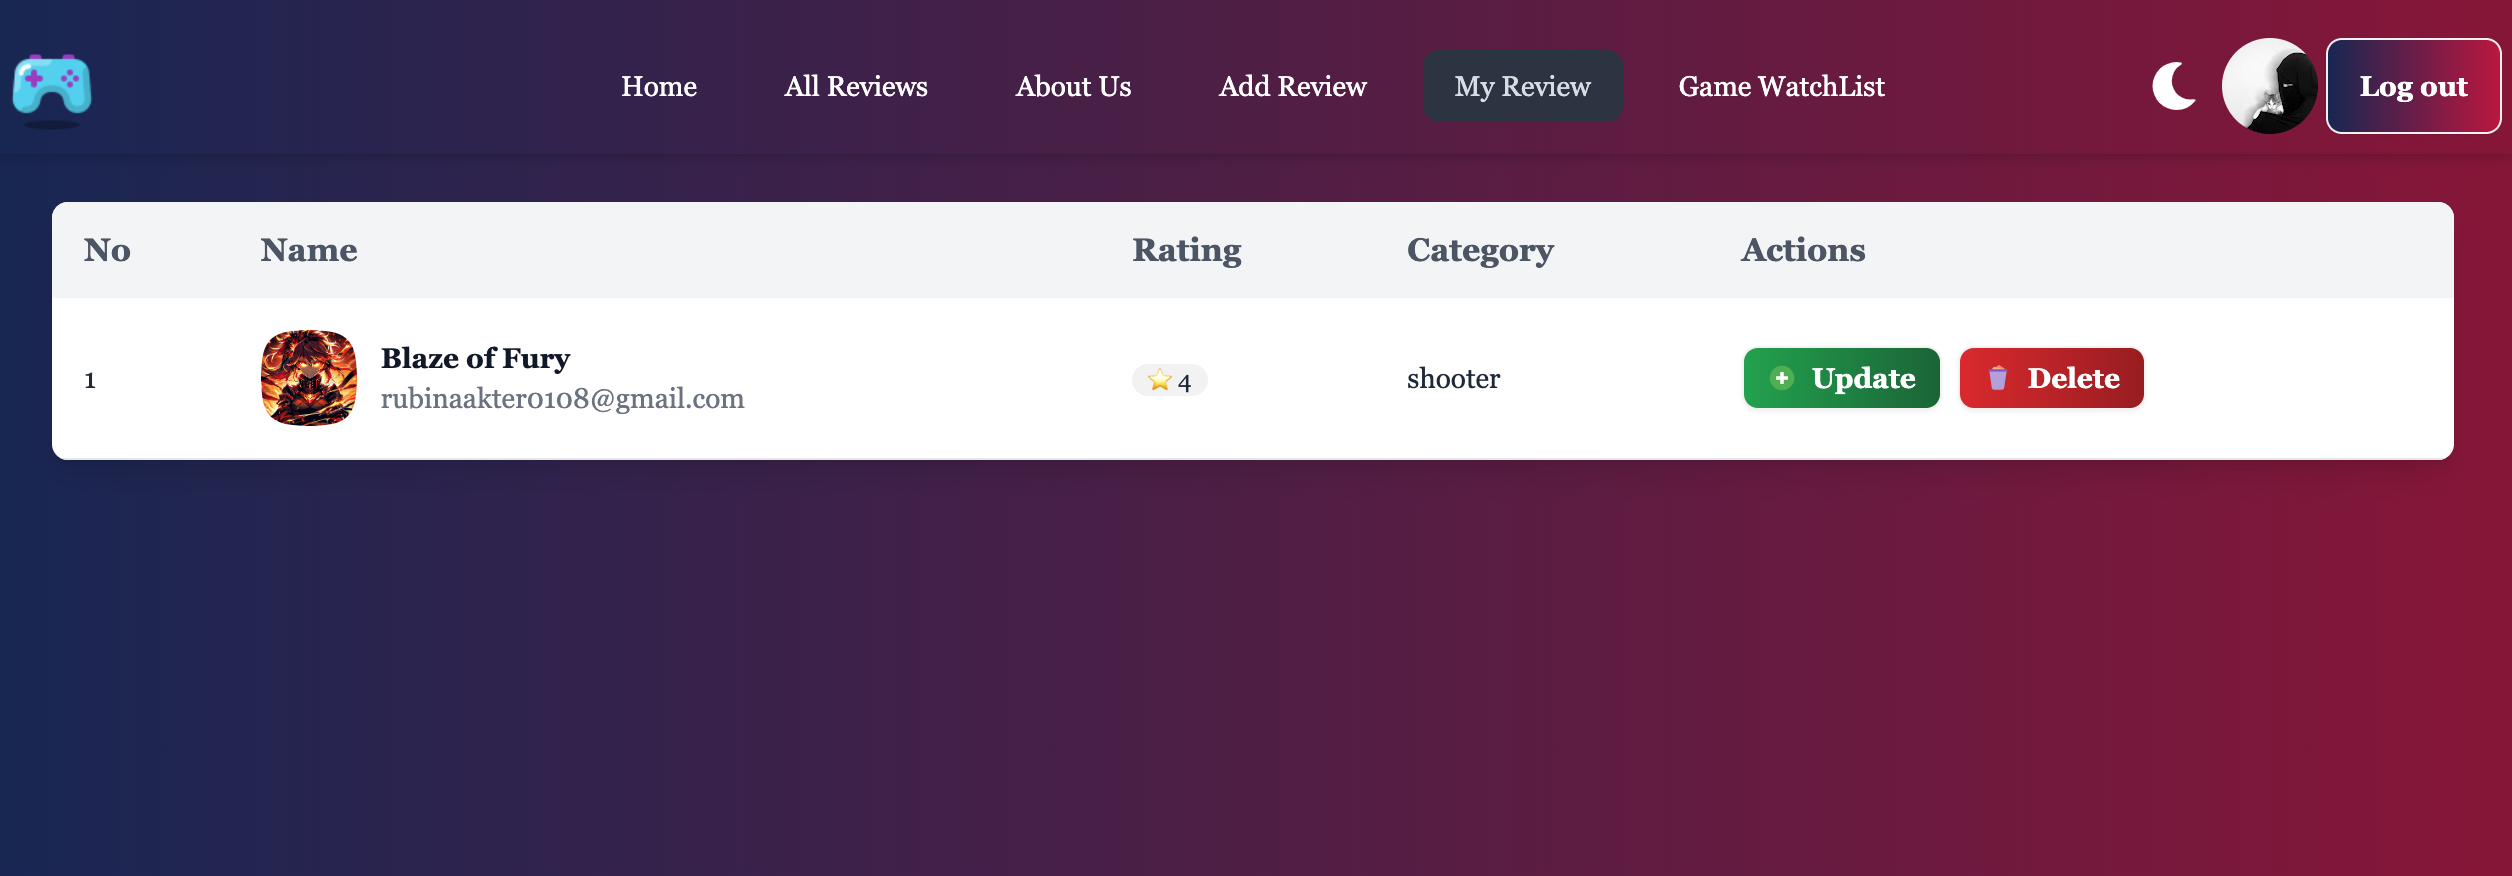 Home All Reviews About Us Add Review My Review Game WatchList Log out
No Name Rating Category Actions
1 Blaze of Fury rubinaakter0108@gmail.com 4 shooter Update Delete